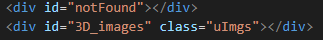 <div id="notFound"></div>
<div id="3D_images" class="uImgs"></div>